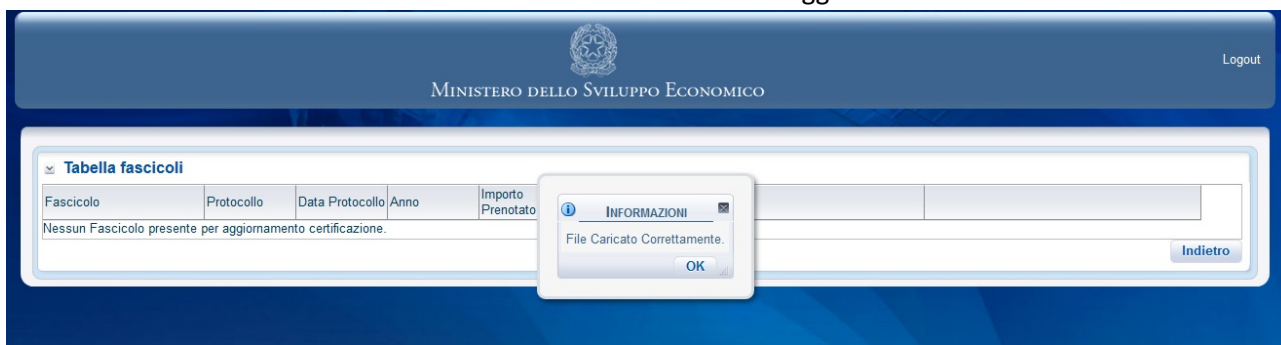 Logout
MINISTERO DELLO SVILUPPO ECONOMICO
Tabella fascicoli
Fascicolo Protocollo Data Protocollo Anno Importo
Prenotato
Nessun Fascicolo presente per aggiornamento certificazione.
INFORMAZIONI
File Caricato Correttamente.
OK
Indietro